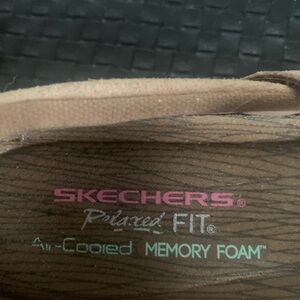 SKECHERS®
Relaxed FIT®
Air-Cooled MEMORY FOAM™